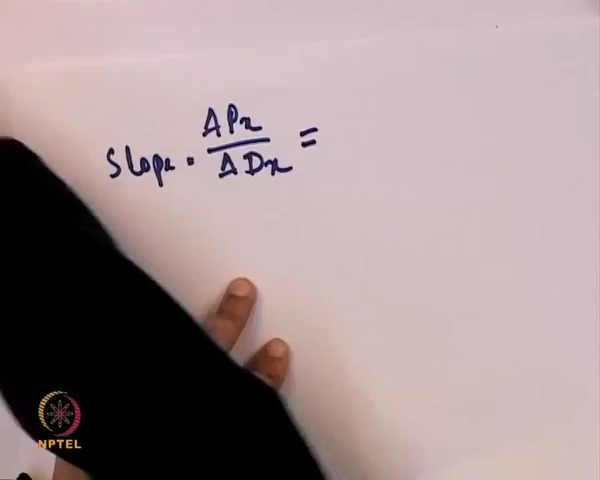 Slope = ΔPx / ΔDx =
NPTEL